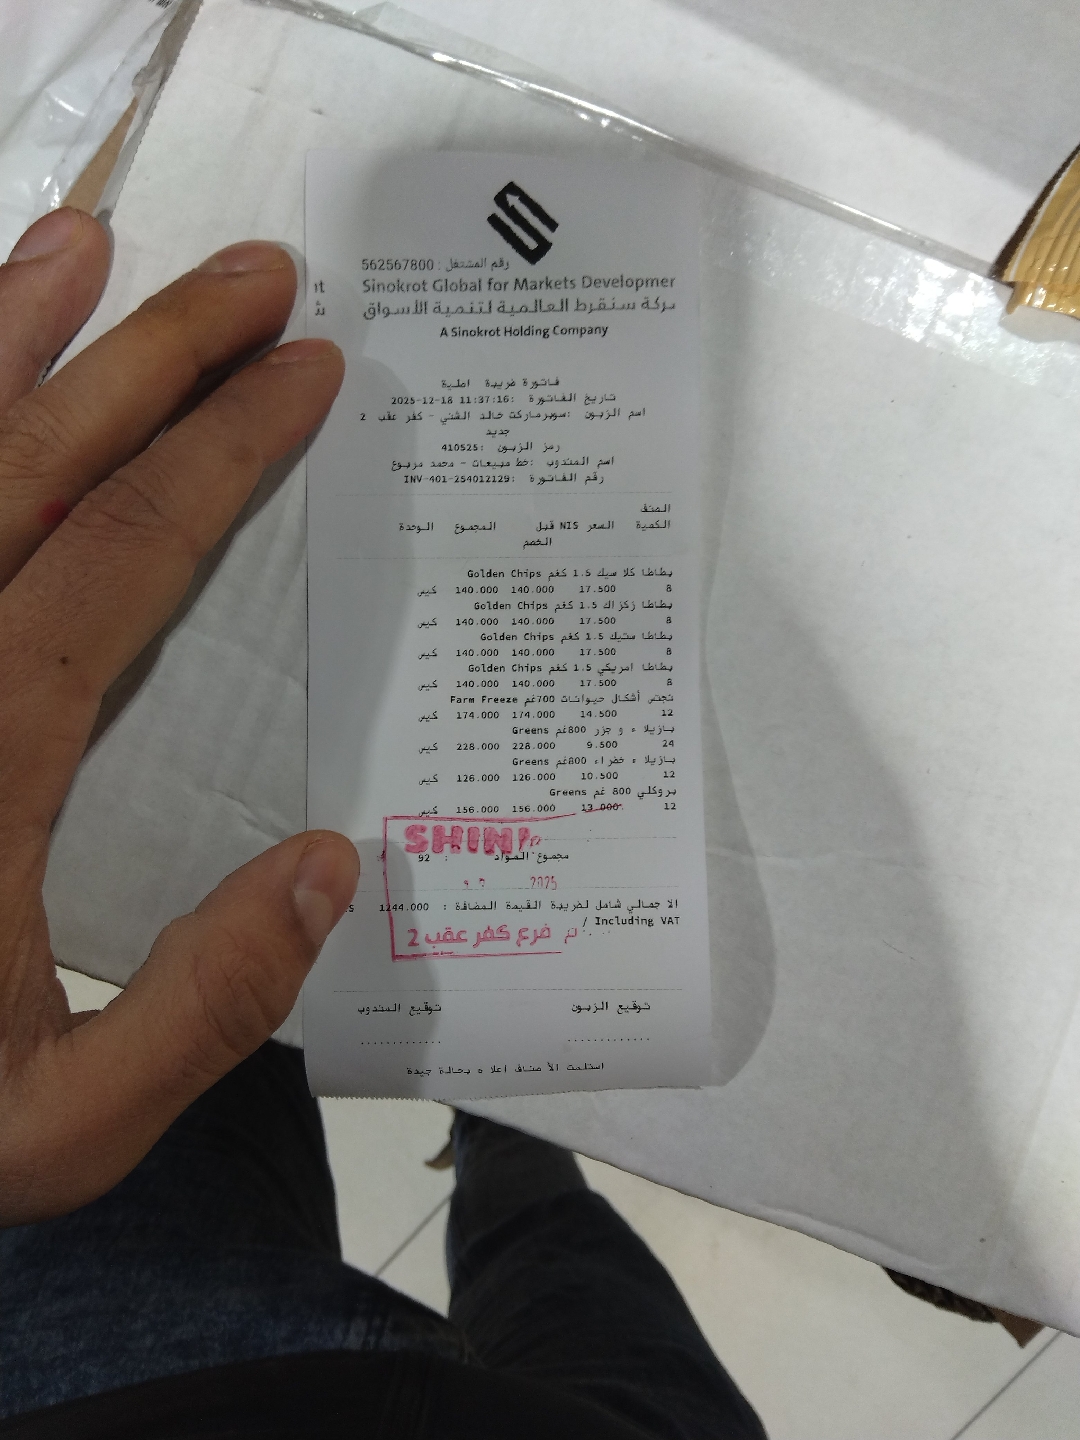 رقم المشتغل : 562567800
Sinokrot Global for Markets Developmer
nt
ركة سنقرط العالمية لتنمية الأسواق
A Sinokrot Holding Company
فاتورة ضريبية اصلية
تاريخ الفاتورة :2025-12-18 11:37:16
اسم الزبون :سوبرماركت خالد الشني - كفر عقب 2
جديد
رمز الزبون :410525
اسم المندوب :خط مبيعات - محمد مربوع
رقم الفاتورة :INV-401-254012129
الصنف
الكمية السعر NIS قبل المجموع الوحدة
الخصم
بطاطا كلاسيك 1.5 كغم Golden Chips
8 17.500 140.000 140.000 كيس
بطاطا زكزاك 1.5 كغم Golden Chips
8 17.500 140.000 140.000 كيس
بطاطا ستيك 1.5 كغم Golden Chips
8 17.500 140.000 140.000 كيس
بطاطا امريكي 1.5 كغم Golden Chips
8 17.500 140.000 140.000 كيس
نجتس أشكال حيوانات 700غم Farm Freeze
12 14.500 174.000 174.000 كيس
بازيلاء و جزر 800غم Greens
24 9.500 228.000 228.000 كيس
بازيلاء خضراء 800غم Greens
12 10.500 126.000 126.000 كيس
بروكلي 800 غم Greens
12 13.000 156.000 156.000 كيس
SHINI
مجموع المواد : 92
2025
الاجمالي شامل لضريبة القيمة المضافة : 1244.000
/ Including VAT
فرع كفر عقب 2
توقيع الزبون توقيع المندوب
............. .............
استلمت الأصناف اعلاه بحالة جيدة